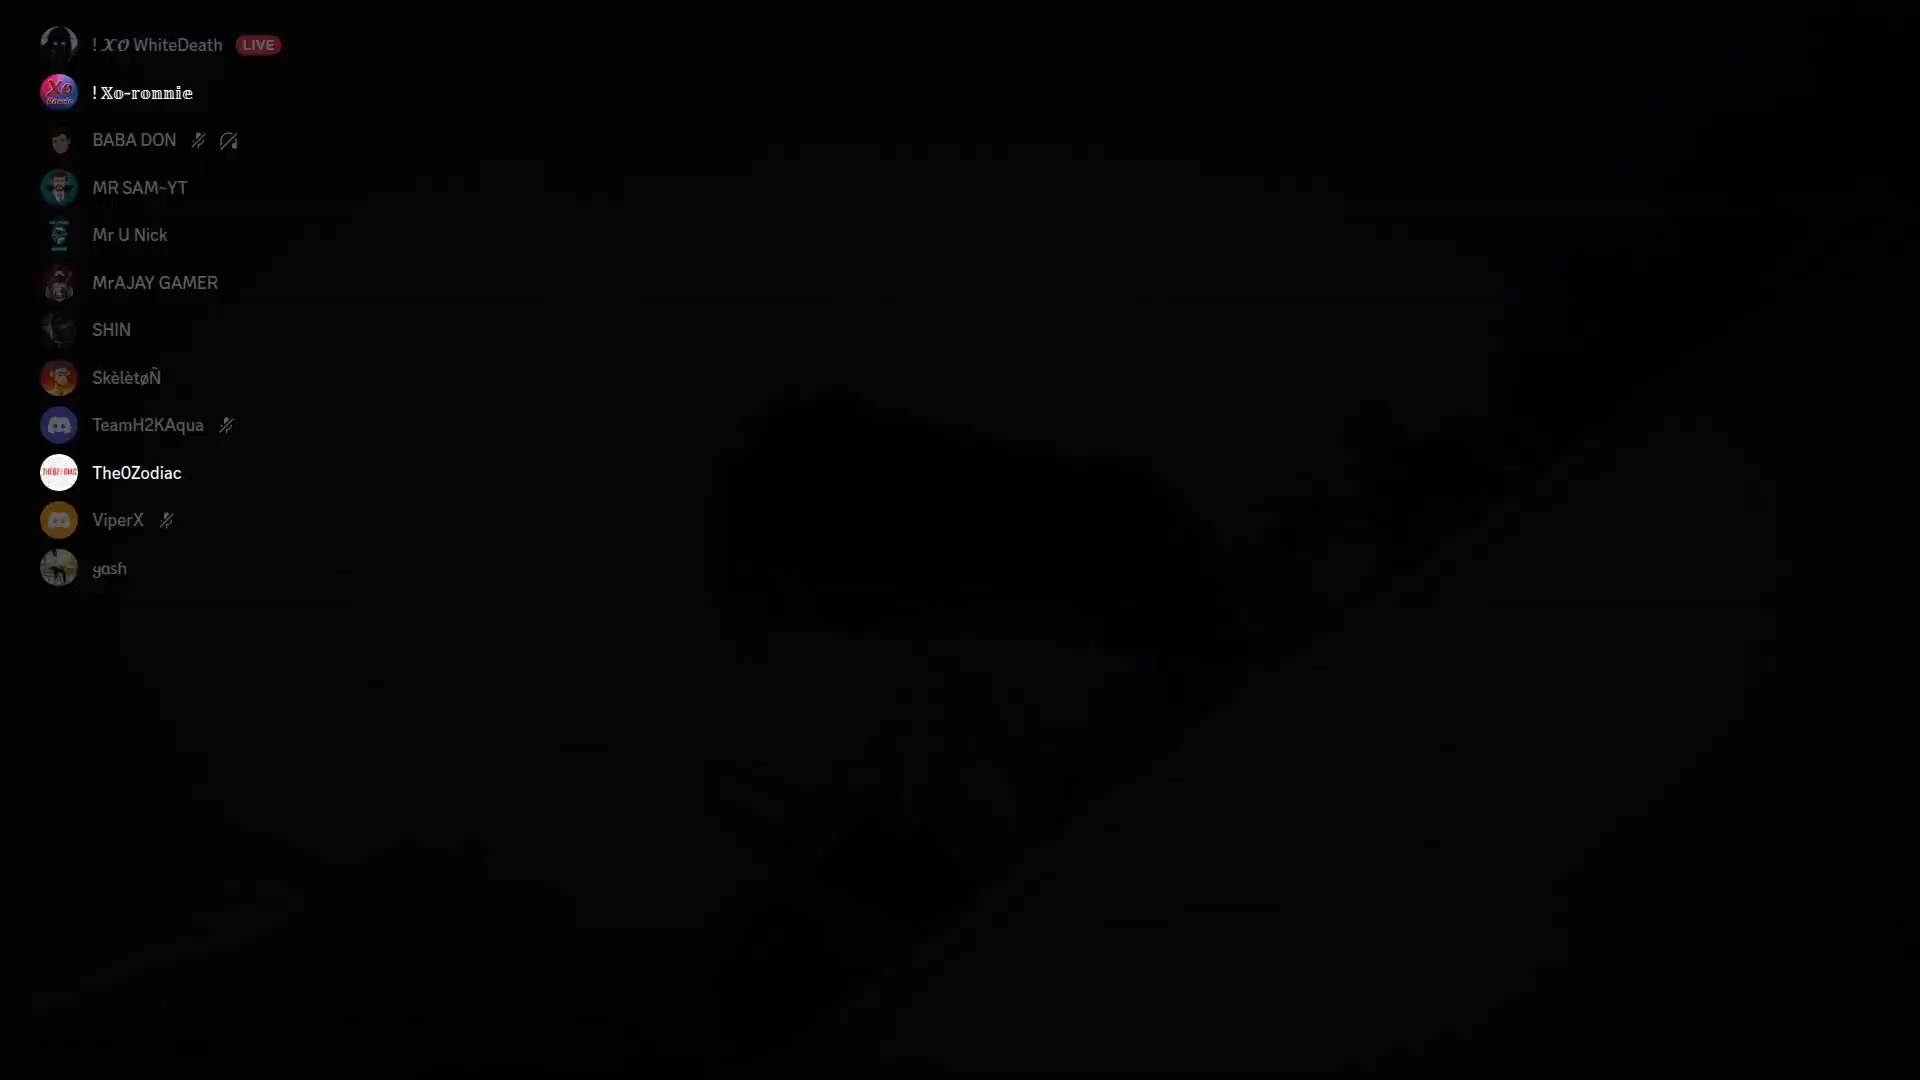 ! 𝓧𝓞 WhiteDeath LIVE
! 𝕏𝕠-𝕣𝕠𝕟𝕟𝕚𝕖
BABA DON
MR SAM~YT
Mr U Nick
MrAJAY GAMER
SHIN
SkèlètøÑ
TeamH2KAqua
The0Zodiac
ViperX
yash